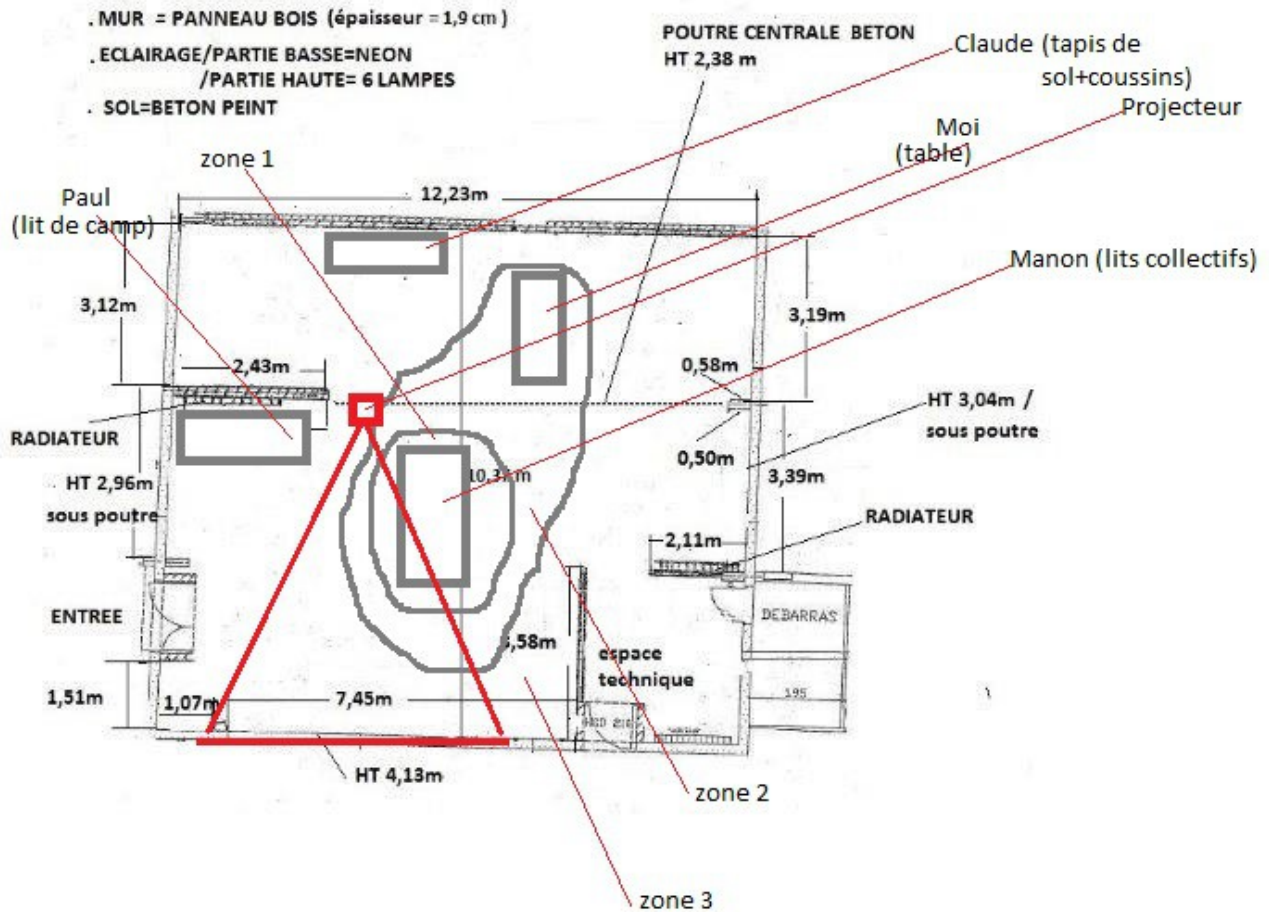 . MUR = PANNEAU BOIS (épaisseur = 1,9 cm )
. ECLAIRAGE/PARTIE BASSE=NEON
/PARTIE HAUTE= 6 LAMPES
. SOL=BETON PEINT
POUTRE CENTRALE BETON
HT 2,38 m
Claude (tapis de
sol+coussins)
Projecteur
Moi
(table)
zone 1
Paul
(lit de camp)
12,23m
Manon (lits collectifs)
3,12m
3,19m
2,43m
0,58m
HT 3,04m /
sous poutre
RADIATEUR
0,50m
10,37m
3,39m
HT 2,96m
sous poutre
RADIATEUR
2,11m
ENTREE
DEBARRAS
,58m
espace
technique
1,51m
1,07m
7,45m
195
HT 4,13m
zone 2
zone 3